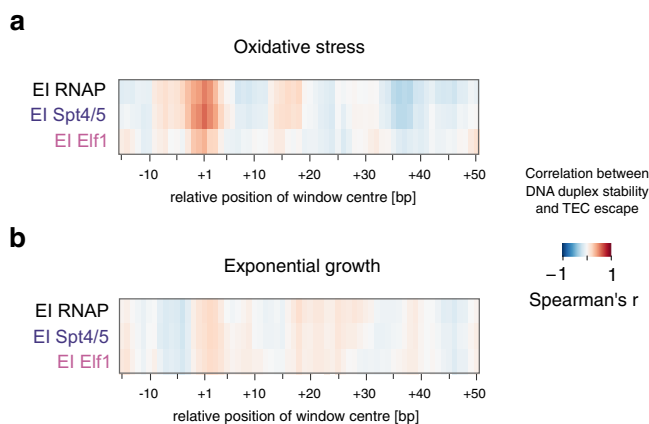 a
Oxidative stress
EI RNAP
EI Spt4/5
EI Elf1
-10 +1 +10 +20 +30 +40 +50
relative position of window centre [bp]
Correlation between
DNA duplex stability
and TEC escape
−1 1
Spearman's r
b
Exponential growth
EI RNAP
EI Spt4/5
EI Elf1
-10 +1 +10 +20 +30 +40 +50
relative position of window centre [bp]